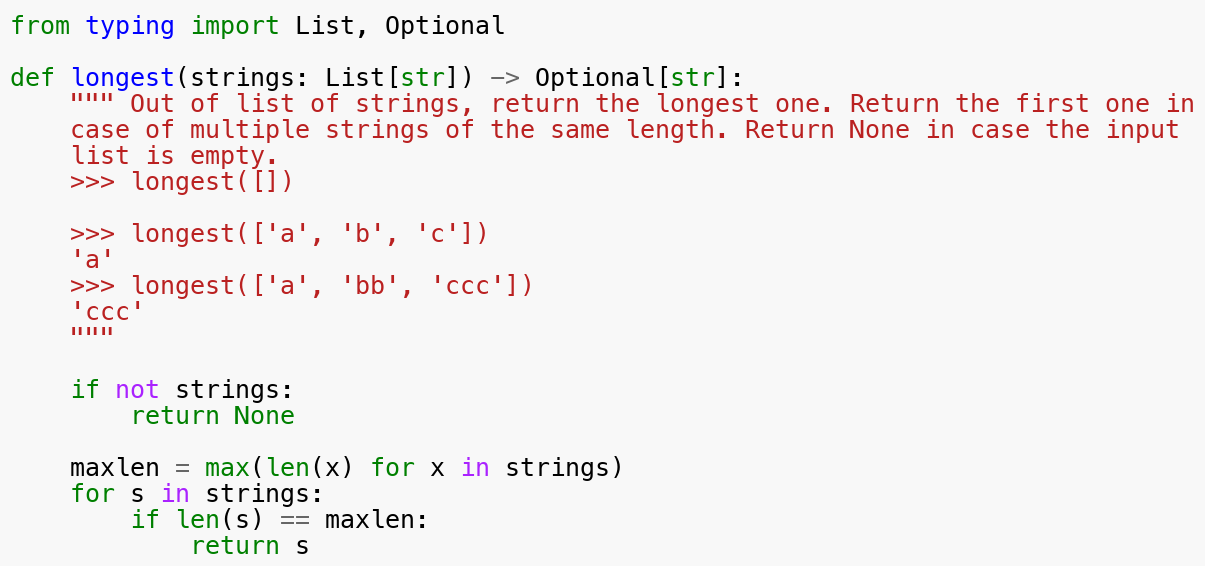 from typing import List, Optional

def longest(strings: List[str]) -> Optional[str]:
    """ Out of list of strings, return the longest one. Return the first one in
    case of multiple strings of the same length. Return None in case the input
    list is empty.
    >>> longest([])

    >>> longest(['a', 'b', 'c'])
    'a'
    >>> longest(['a', 'bb', 'ccc'])
    'ccc'
    """

    if not strings:
        return None

    maxlen = max(len(x) for x in strings)
    for s in strings:
        if len(s) == maxlen:
            return s